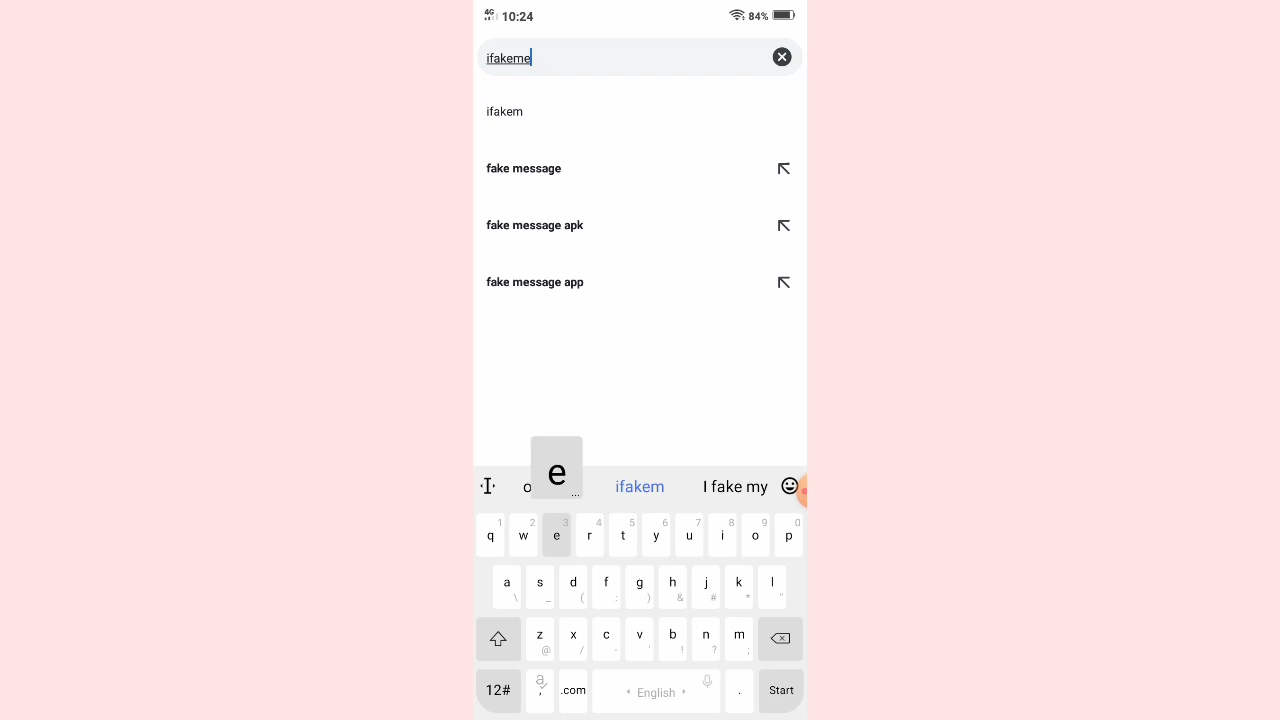 4G 10:24 84%
ifakeme
ifakem
fake message
fake message apk
fake message app
e
...
o ifakem I fake my
1 2 3 4 5 6 7 8 9 0
q w e r t y u i o p
a s d f g h j k l
\ _ ( : ) & # * "
z x c v b n m
@ / - ' ! ? ;
12# , .com English . Start